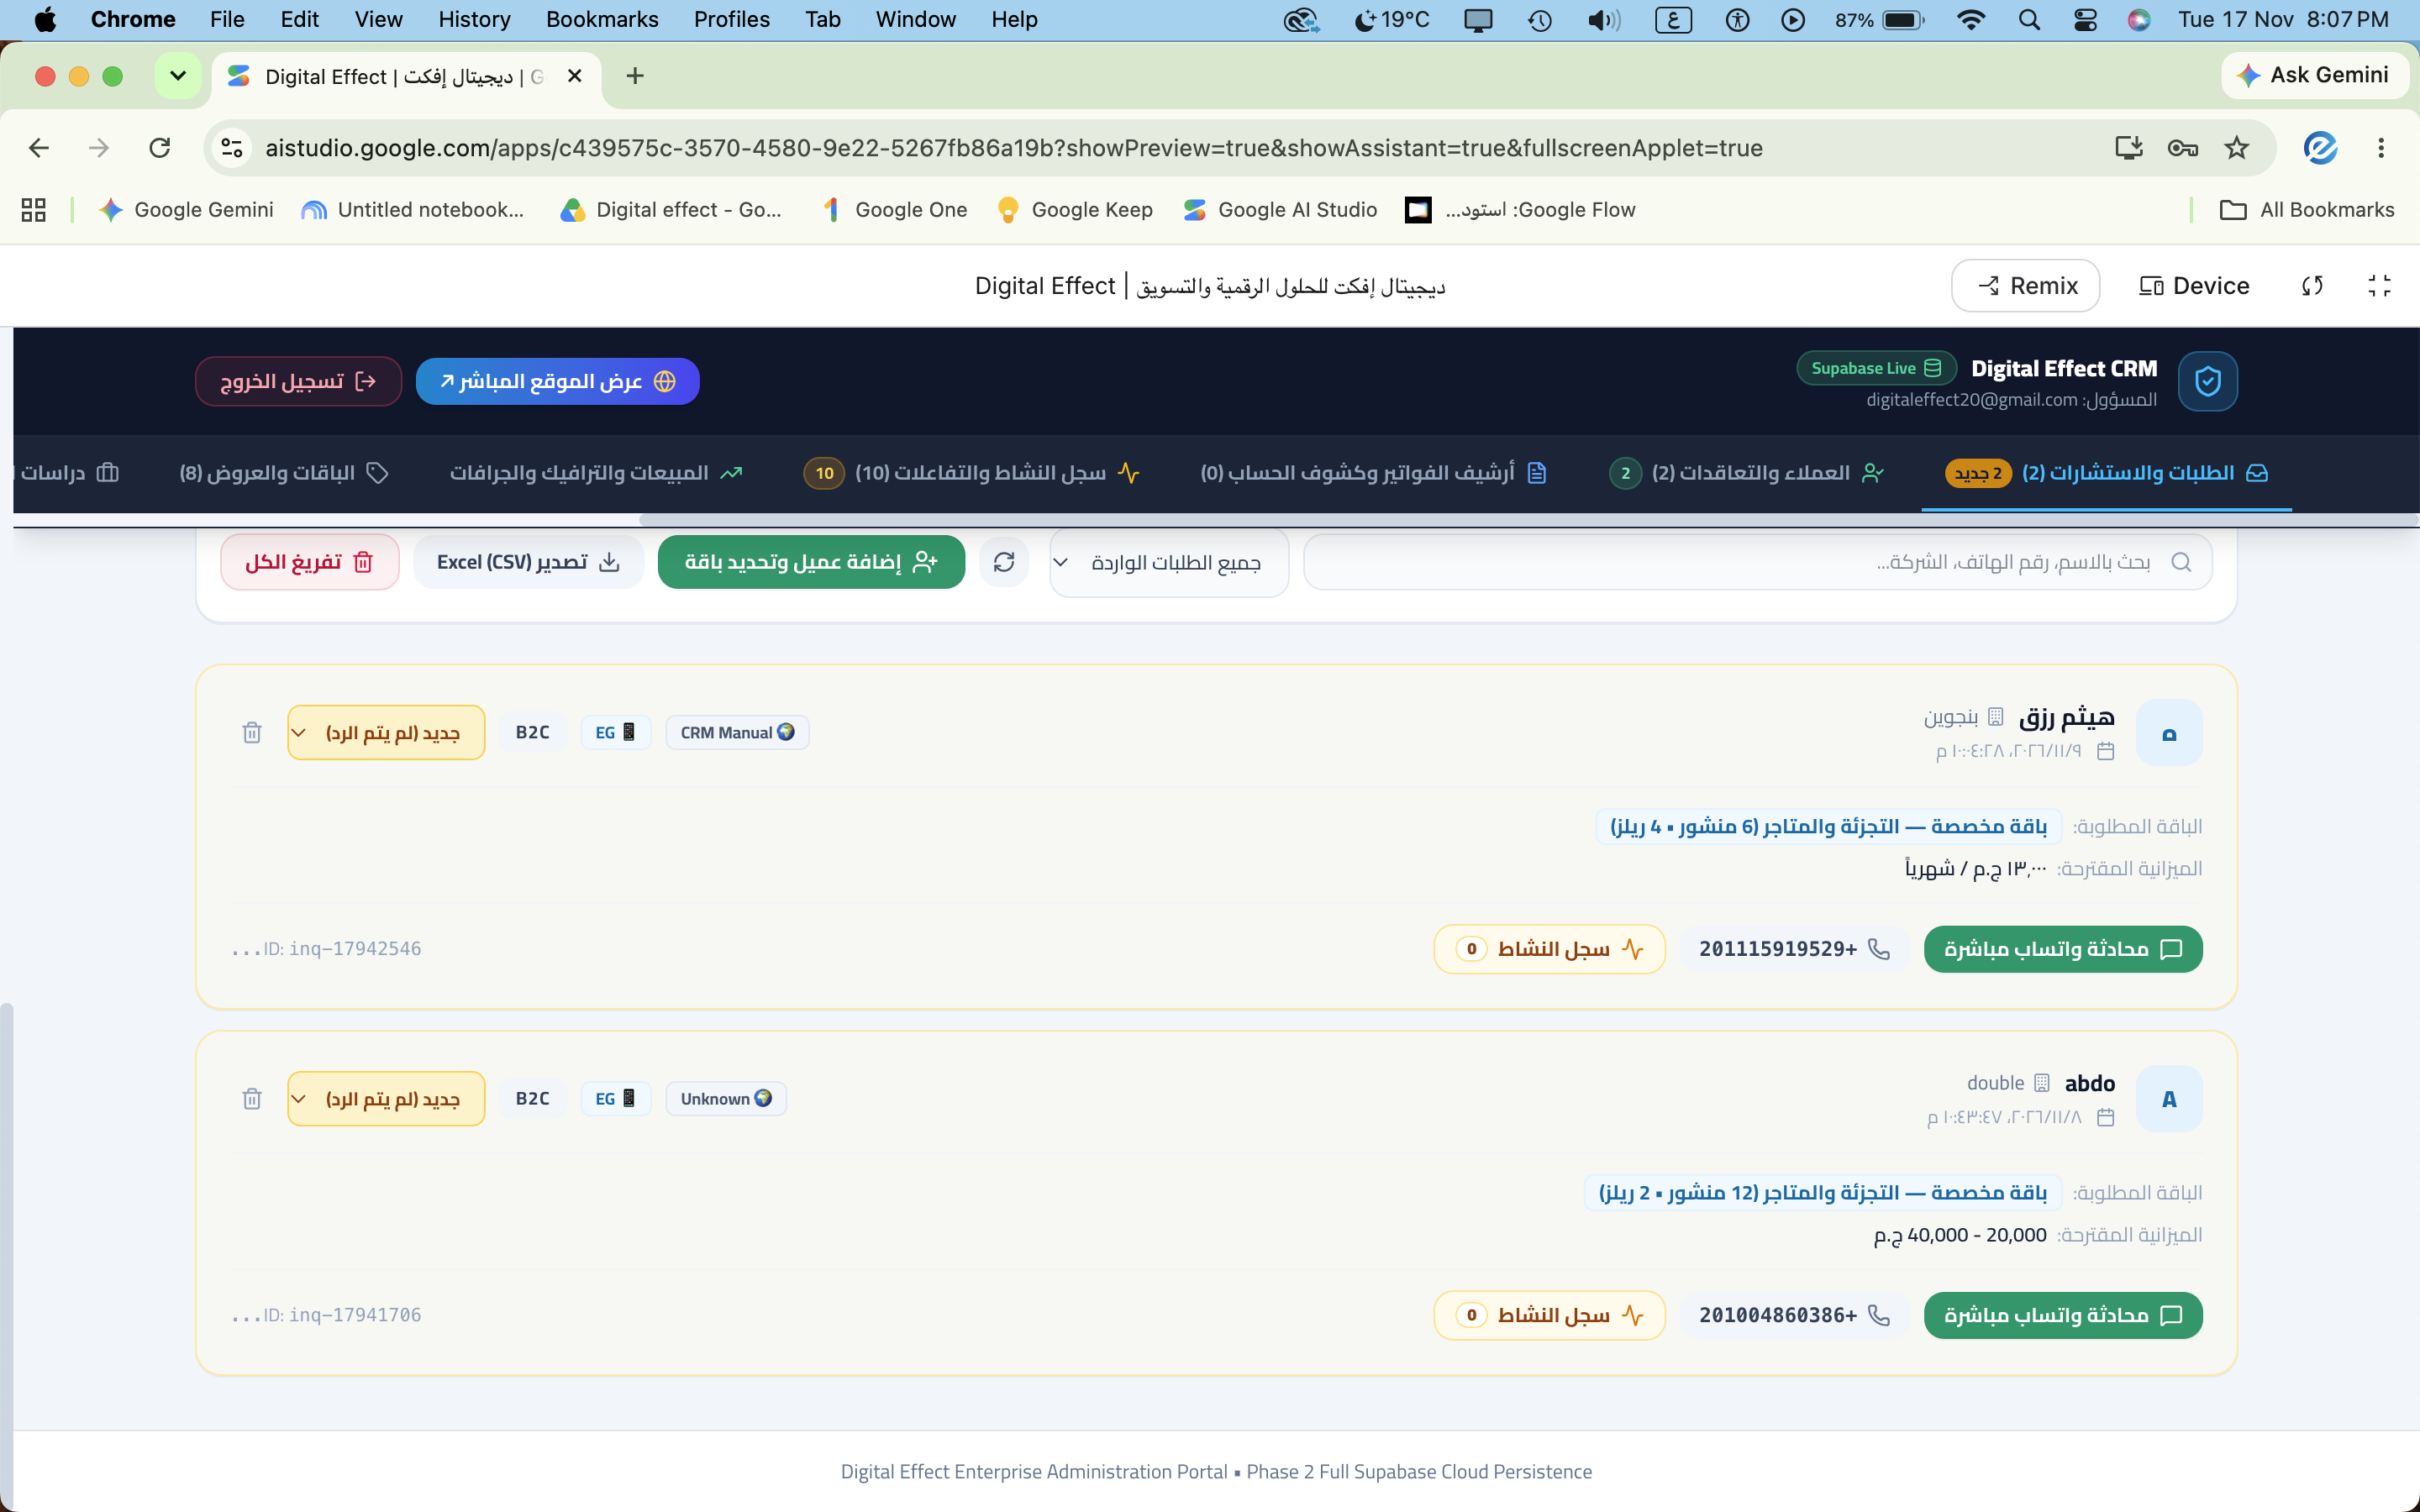 Chrome File Edit View History Bookmarks Profiles Tab Window Help 19°C ع 87% Tue 17 Nov 8:07 PM
Digital Effect | ديجيتال إفكت | G
Ask Gemini
aistudio.google.com/apps/c439575c-3570-4580-9e22-5267fb86a19b?showPreview=true&showAssistant=true&fullscreenApplet=true
Google Gemini Untitled notebook... Digital effect - Go... Google One Google Keep Google AI Studio Google Flow: استود... All Bookmarks
ديجيتال إفكت للحلول الرقمية والتسويق | Digital Effect
Remix Device
Digital Effect CRM Supabase Live
المسؤول: digitaleffect20@gmail.com
عرض الموقع المباشر ↗
تسجيل الخروج
الطلبات والاستشارات (2) 2 جديد
العملاء والتعاقدات (2) 2
أرشيف الفواتير وكشوف الحساب (0)
سجل النشاط والتفاعلات (10) 10
المبيعات والترافيك والجرافات
الباقات والعروض (8)
دراسات
بحث بالاسم، رقم الهاتف، الشركة...
جميع الطلبات الواردة
إضافة عميل وتحديد باقة
تصدير Excel (CSV)
تفريغ الكل
ه
هيثم رزق بنجوين
٢٠٢٦/١١/٩، ١٠:٠٤:٢٨ م
CRM Manual EG B2C جديد (لم يتم الرد)
الباقة المطلوبة: باقة مخصصة — التجزئة والمتاجر (6 منشور • 4 ريلز)
الميزانية المقترحة: ١٣,٠٠٠ ج.م / شهرياً
محادثة واتساب مباشرة
+201115919529
سجل النشاط 0
ID: inq-17942546...
A
abdo double
٢٠٢٦/١١/٨، ١٠:٤٣:٤٧ م
Unknown EG B2C جديد (لم يتم الرد)
الباقة المطلوبة: باقة مخصصة — التجزئة والمتاجر (12 منشور • 2 ريلز)
الميزانية المقترحة: 20,000 - 40,000 ج.م
محادثة واتساب مباشرة
+201004860386
سجل النشاط 0
ID: inq-17941706...
Digital Effect Enterprise Administration Portal • Phase 2 Full Supabase Cloud Persistence